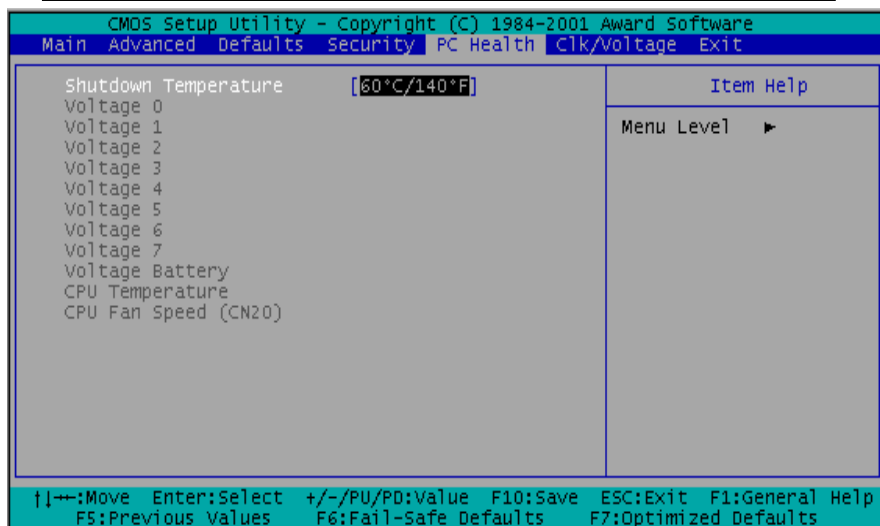 CMOS Setup Utility - Copyright (C) 1984-2001 Award Software
Main Advanced Defaults Security PC Health Clk/Voltage Exit
Shutdown Temperature [60°C/140°F]
Voltage 0
Voltage 1
Voltage 2
Voltage 3
Voltage 4
Voltage 5
Voltage 6
Voltage 7
Voltage Battery
CPU Temperature
CPU Fan Speed (CN20)
Item Help
Menu Level ►
↑↓→←:Move Enter:Select +/-/PU/PD:Value F10:Save ESC:Exit F1:General Help
F5:Previous Values F6:Fail-Safe Defaults F7:Optimized Defaults